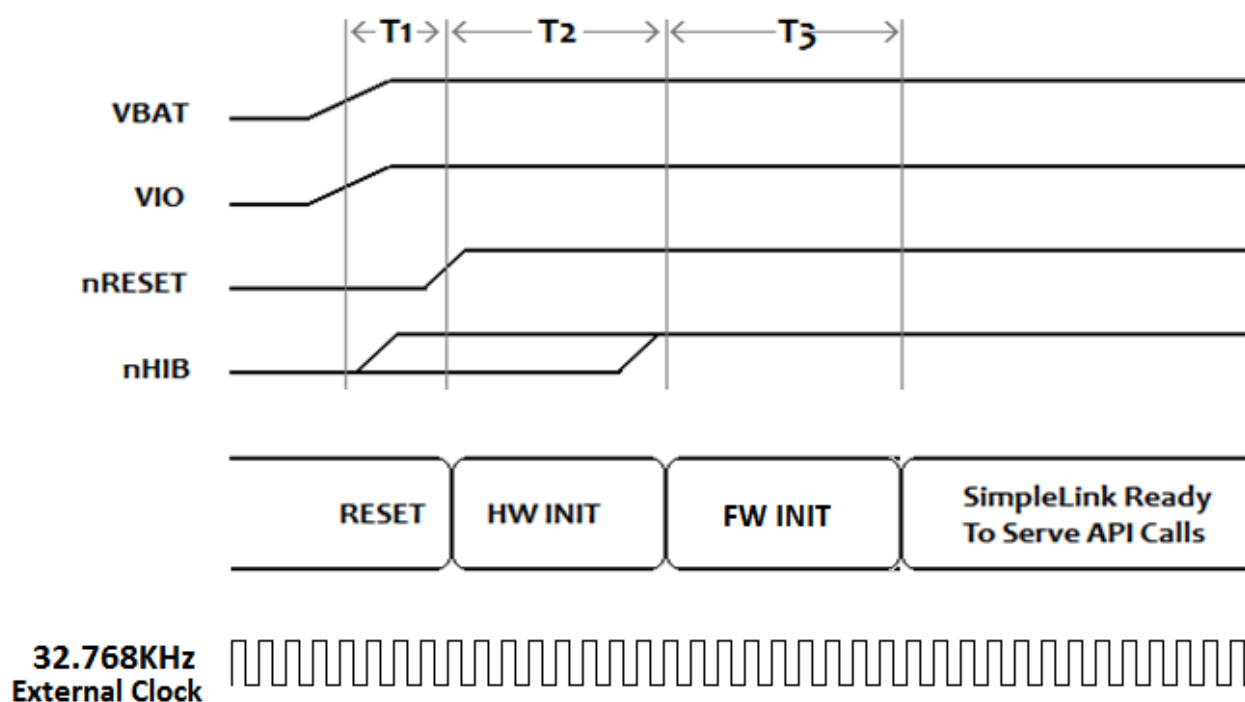 T1 T2 T3
VBAT
VIO
nRESET
nHIB
RESET HW INIT FW INIT SimpleLink Ready
To Serve API Calls
32.768KHz
External Clock